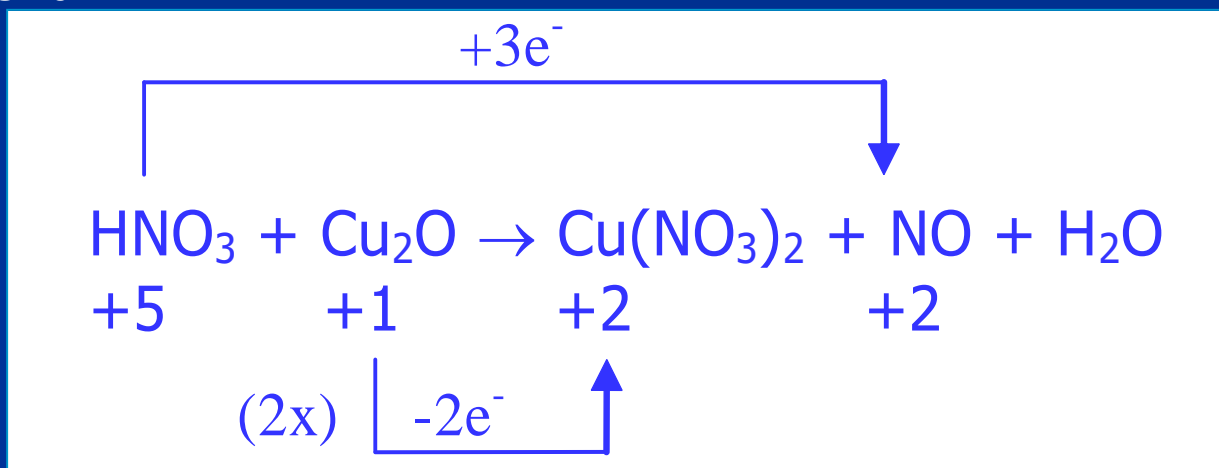 +3e⁻
HNO₃ + Cu₂O → Cu(NO₃)₂ + NO + H₂O
+5 +1 +2 +2
(2x) -2e⁻